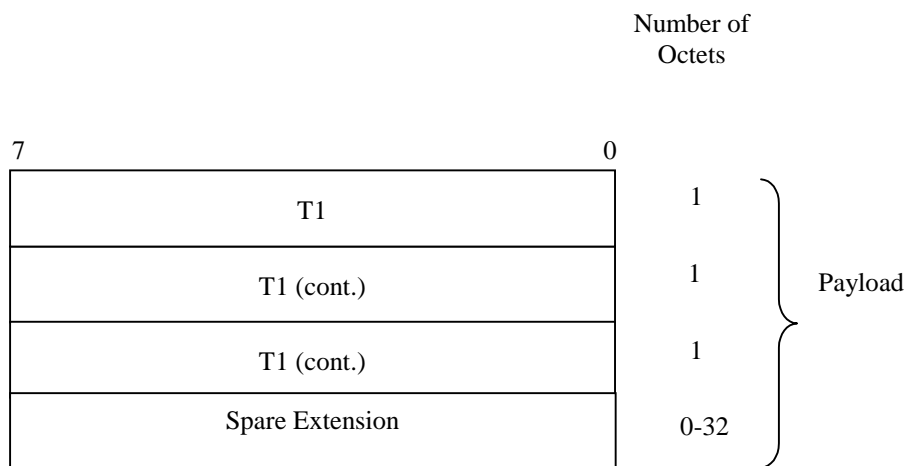 Number of
Octets
7 0
T1 1
T1 (cont.) 1
Payload
T1 (cont.) 1
Spare Extension 0-32